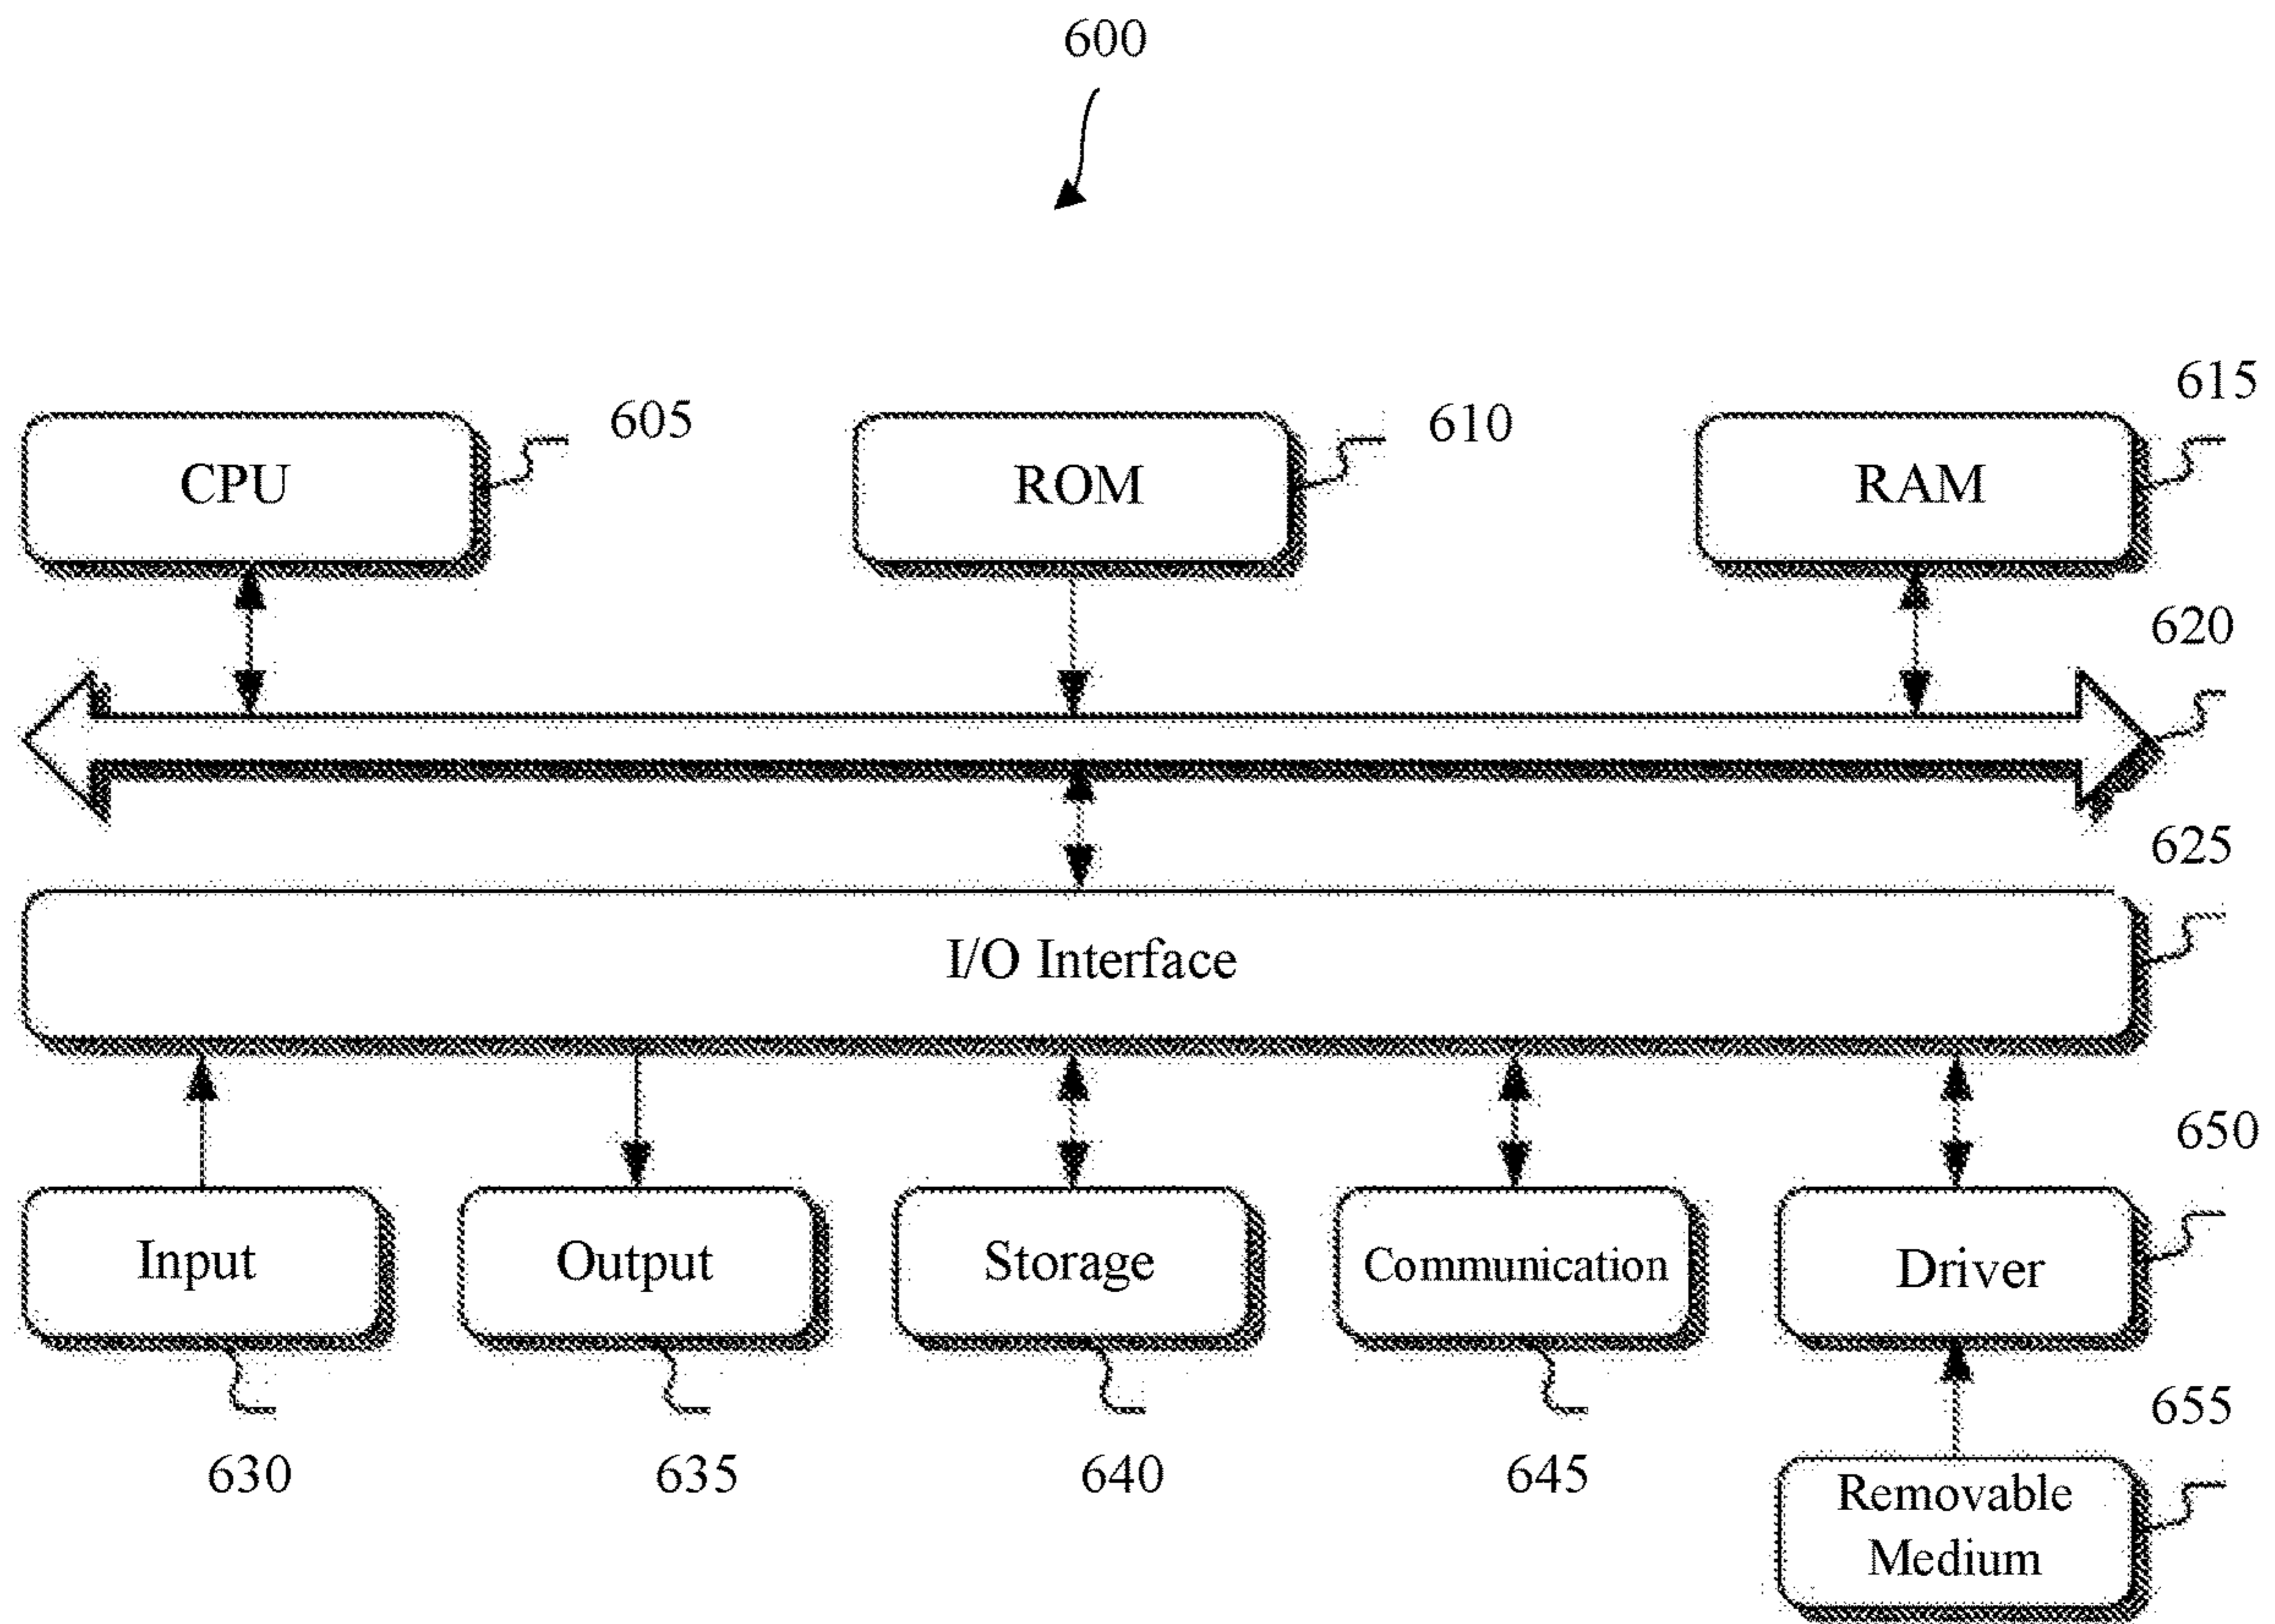 600
615
605
610
CPU
ROM
RAM
620
625
I/O Interface
650
Input
Output
Storage
Communication
Driver
655
630
635
640
645
Removable
Medium